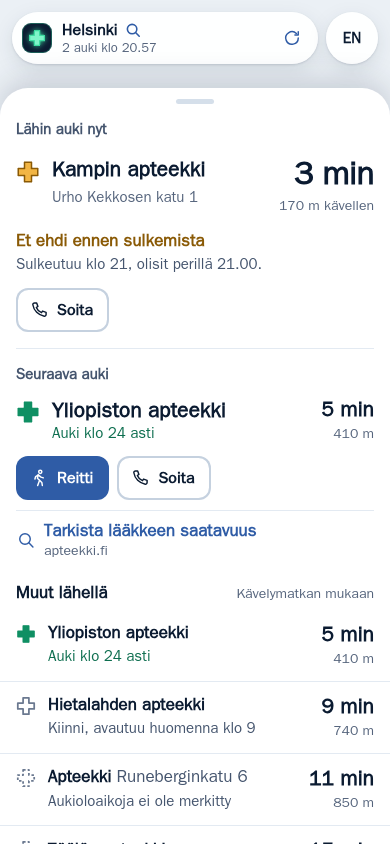 Helsinki
2 auki klo 20.57
EN
Lähin auki nyt
Kampin apteekki
3 min
Urho Kekkosen katu 1
170 m kävellen
Et ehdi ennen sulkemista
Sulkeutuu klo 21, olisit perillä 21.00.
Soita
Seuraava auki
Yliopiston apteekki
5 min
Auki klo 24 asti
410 m
Reitti
Soita
Tarkista lääkkeen saatavuus
apteekki.fi
Muut lähellä
Kävelymatkan mukaan
Yliopiston apteekki
5 min
Auki klo 24 asti
410 m
Hietalahden apteekki
9 min
Kiinni, avautuu huomenna klo 9
740 m
Apteekki Runeberginkatu 6
11 min
Aukioloaikoja ei ole merkitty
850 m